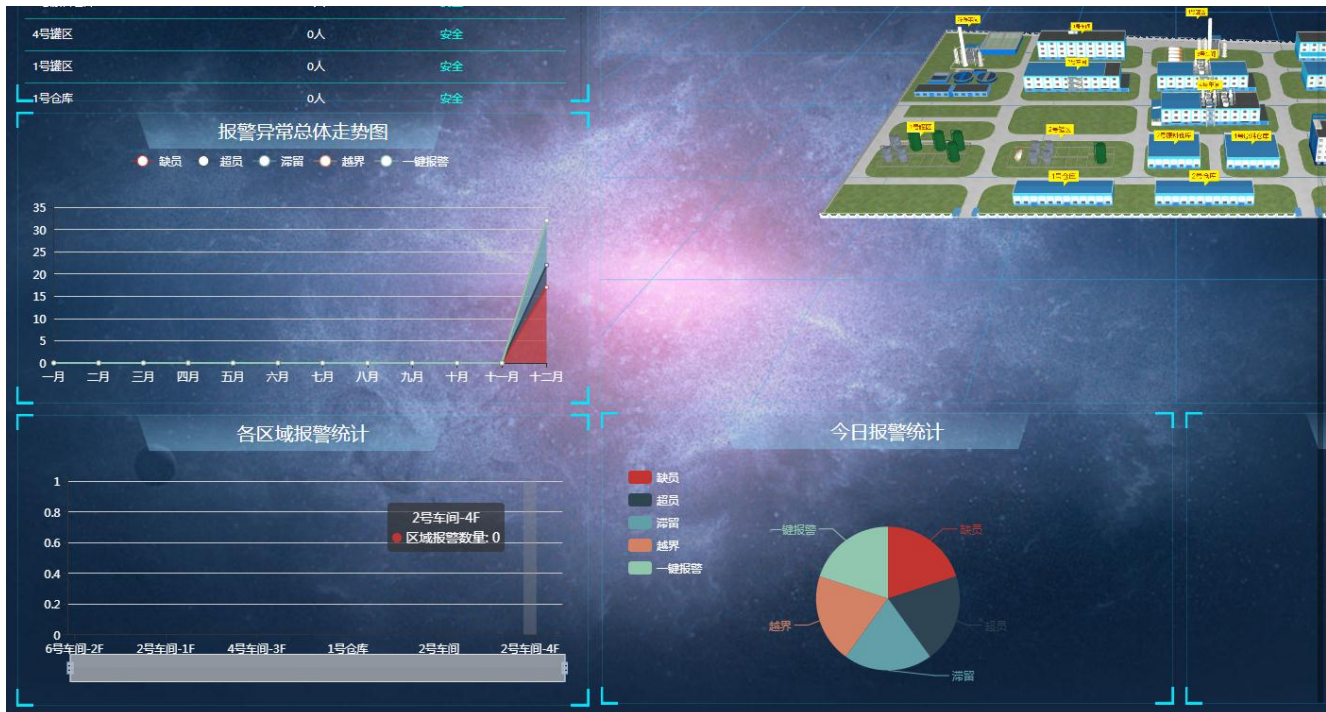 4号罐区 0人 安全
1号罐区 0人 安全
1号仓库 0人 安全
报警异常总体走势图
缺员 超员 滞留 越界 一键报警
35
30
25
20
15
10
5
0
一月 二月 三月 四月 五月 六月 七月 八月 九月 十月 十一月 十二月
1号仓库 2号仓库
各区域报警统计
1
0.8
0.6
0.4
0.2
0
2号车间-4F
区域报警数量: 0
6号车间-2F 2号车间-1F 4号车间-3F 1号仓库 2号车间 2号车间-4F
今日报警统计
缺员
超员
滞留
越界
一键报警
一键报警 缺员
越界 超员
滞留